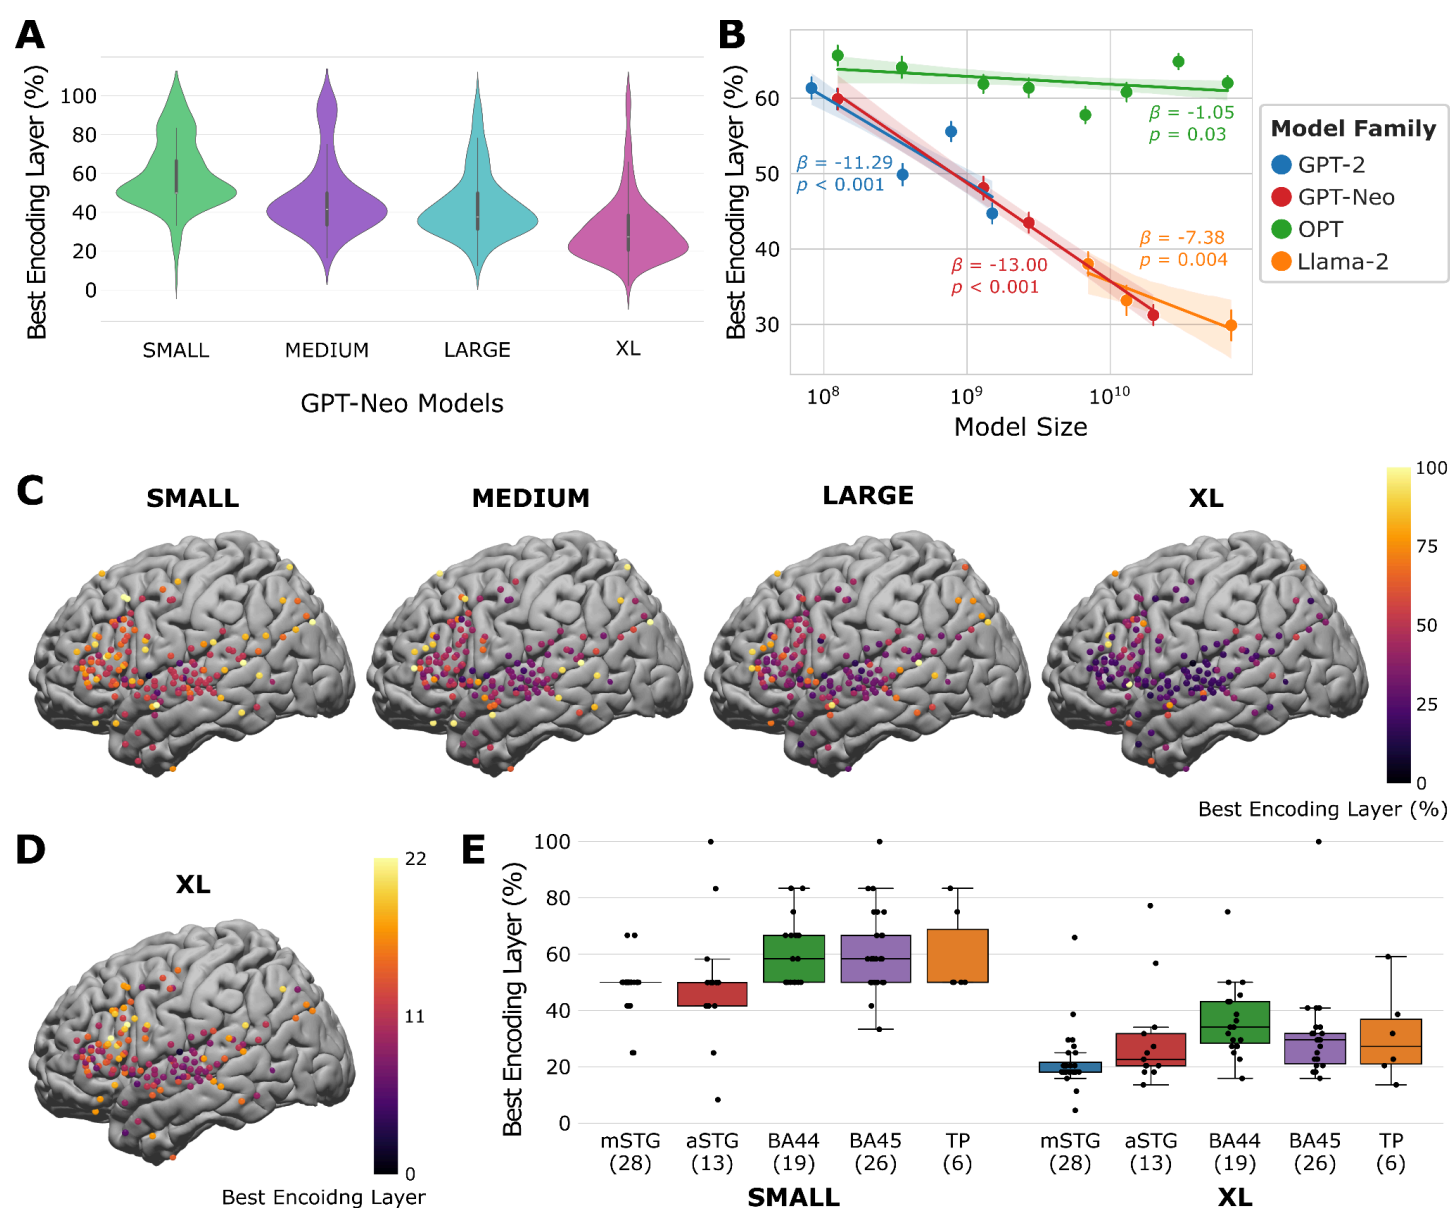 A
Best Encoding Layer (%)
100
80
60
40
20
0
SMALL
MEDIUM
LARGE
XL
GPT-Neo Models
B
Best Encoding Layer (%)
60
50
40
30
β = -1.05
p = 0.03
β = -11.29
p < 0.001
β = -7.38
p = 0.004
β = -13.00
p < 0.001
10⁸
10⁹
10¹⁰
Model Size
Model Family
GPT-2
GPT-Neo
OPT
Llama-2
C
SMALL
MEDIUM
LARGE
XL
100
75
50
25
0
Best Encoding Layer (%)
D
XL
22
11
0
Best Encoidng Layer
E
Best Encoding Layer (%)
100
80
60
40
20
0
mSTG
(28)
aSTG
(13)
BA44
(19)
BA45
(26)
TP
(6)
mSTG
(28)
aSTG
(13)
BA44
(19)
BA45
(26)
TP
(6)
SMALL
XL